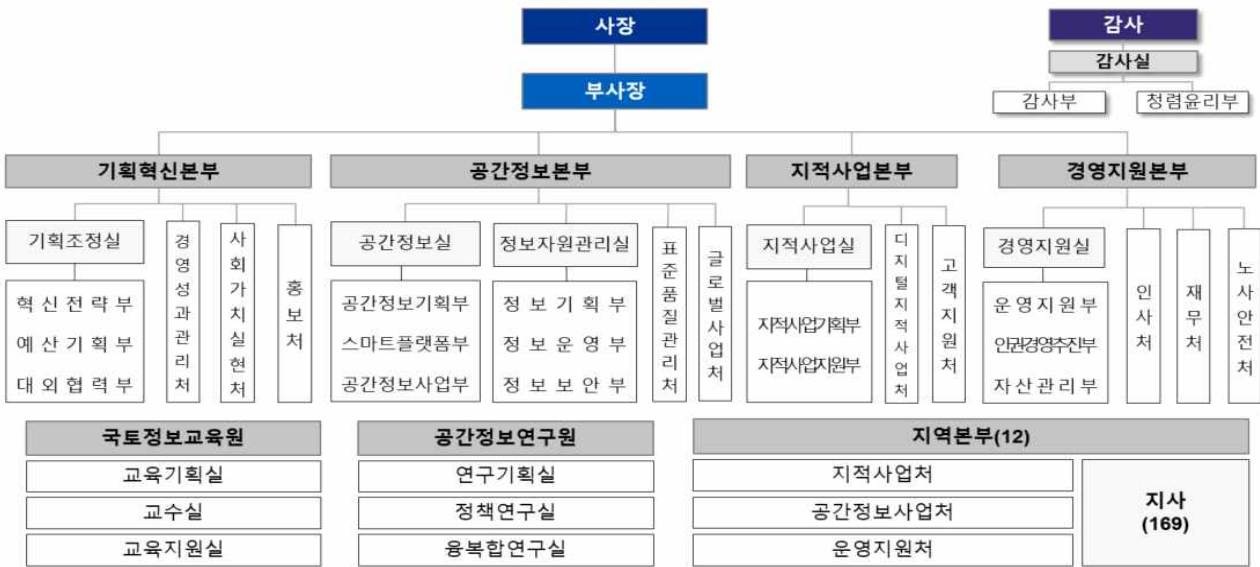 사장
감사
감사실
감사부
청렴윤리부
부사장
기획혁신본부
공간정보본부
지적사업본부
경영지원본부
기획조정실
혁신전략부
예산기획부
대외협력부
경영성과관리처
사회가치실현처
홍보처
공간정보실
공간정보기획부
스마트플랫폼부
공간정보사업부
정보자원관리실
정보기획부
정보운영부
정보보안부
표준품질관리처
글로벌사업처
지적사업실
지적사업기획부
지적사업지원부
디지털지적사업처
고객지원처
경영지원실
운영지원부
인권경영추진부
자산관리부
인사처
재무처
노사안전처
국토정보교육원
교육기획실
교수실
교육지원실
공간정보연구원
연구기획실
정책연구실
융복합연구실
지역본부(12)
지적사업처
공간정보사업처
운영지원처
지사
(169)